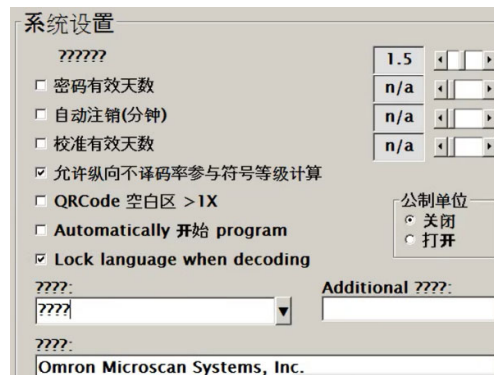 系统设置
??????
1.5
密码有效天数
n/a
自动注销(分钟)
n/a
校准有效天数
n/a
允许纵向不译码率参与符号等级计算
QRCode 空白区 >1X
公制单位
关闭
打开
Automatically 开始 program
Lock language when decoding
????:
Additional ????:
????
????:
Omron Microscan Systems, Inc.